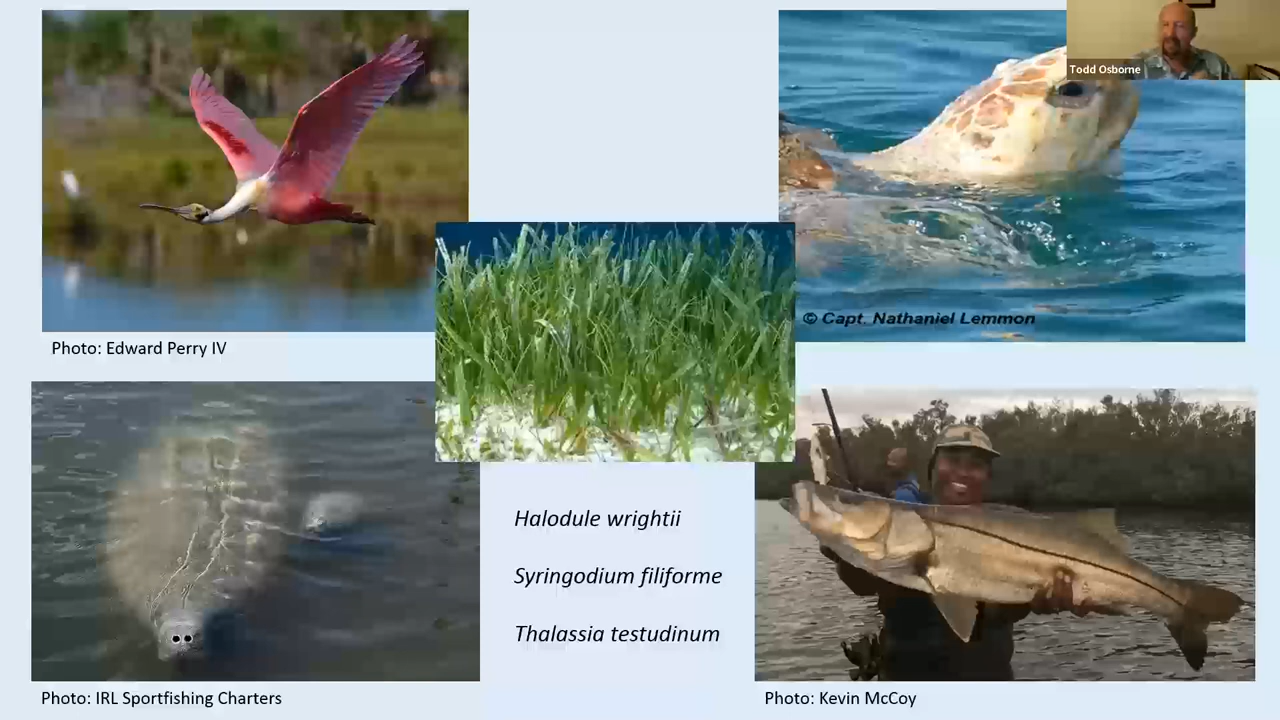 Todd Osborne
© Capt. Nathaniel Lemmon
Photo: Edward Perry IV
Halodule wrightii
Syringodium filiforme
Thalassia testudinum
Photo: IRL Sportfishing Charters
Photo: Kevin McCoy